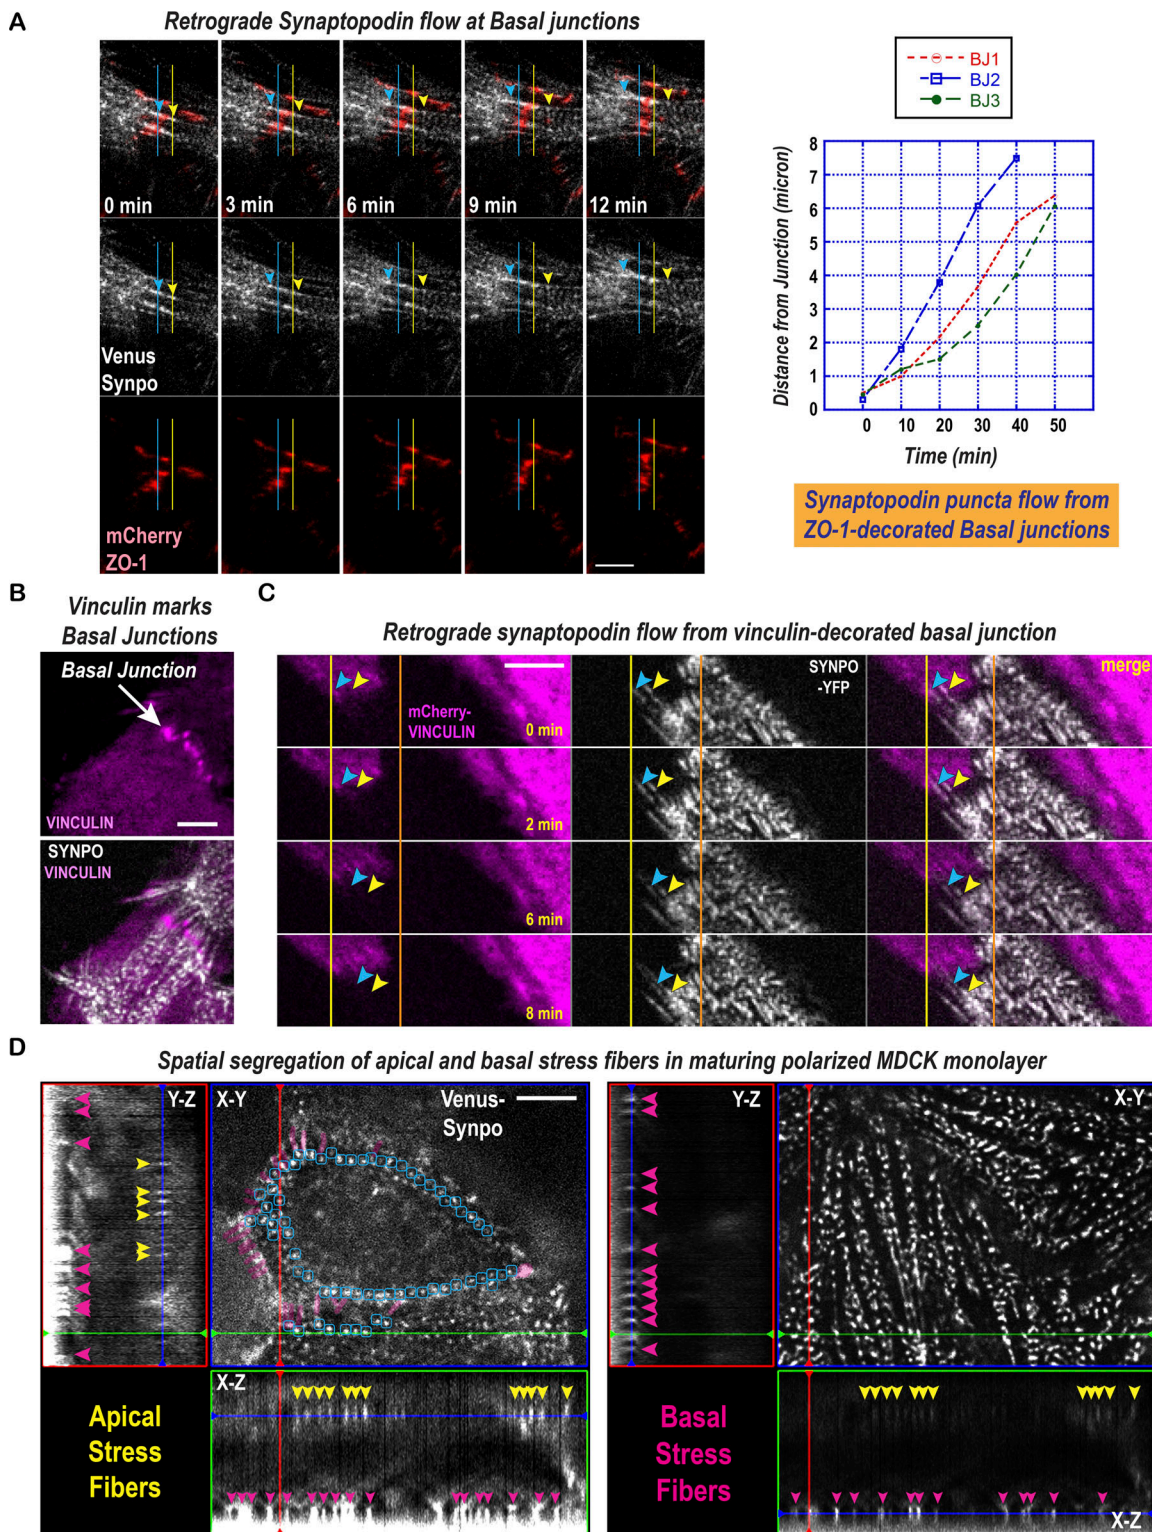 A
Retrograde Synaptopodin flow at Basal junctions
0 min
3 min
6 min
9 min
12 min
Venus
Synpo
mCherry
ZO-1
BJ1
BJ2
BJ3
Distance from Junction (micron)
8
7
6
5
4
3
2
1
0
0
10
20
30
40
50
Time (min)
Synaptopodin puncta flow from
ZO-1-decorated Basal junctions
B
Vinculin marks
Basal Junctions
Basal Junction
VINCULIN
SYNPO
VINCULIN
C
Retrograde synaptopodin flow from vinculin-decorated basal junction
mCherry-
VINCULIN
0 min
SYNPO
-YFP
merge
2 min
6 min
8 min
D
Spatial segregation of apical and basal stress fibers in maturing polarized MDCK monolayer
Y-Z
X-Y
Venus-
Synpo
X-Z
Apical
Stress
Fibers
Y-Z
X-Y
Basal
Stress
Fibers
X-Z